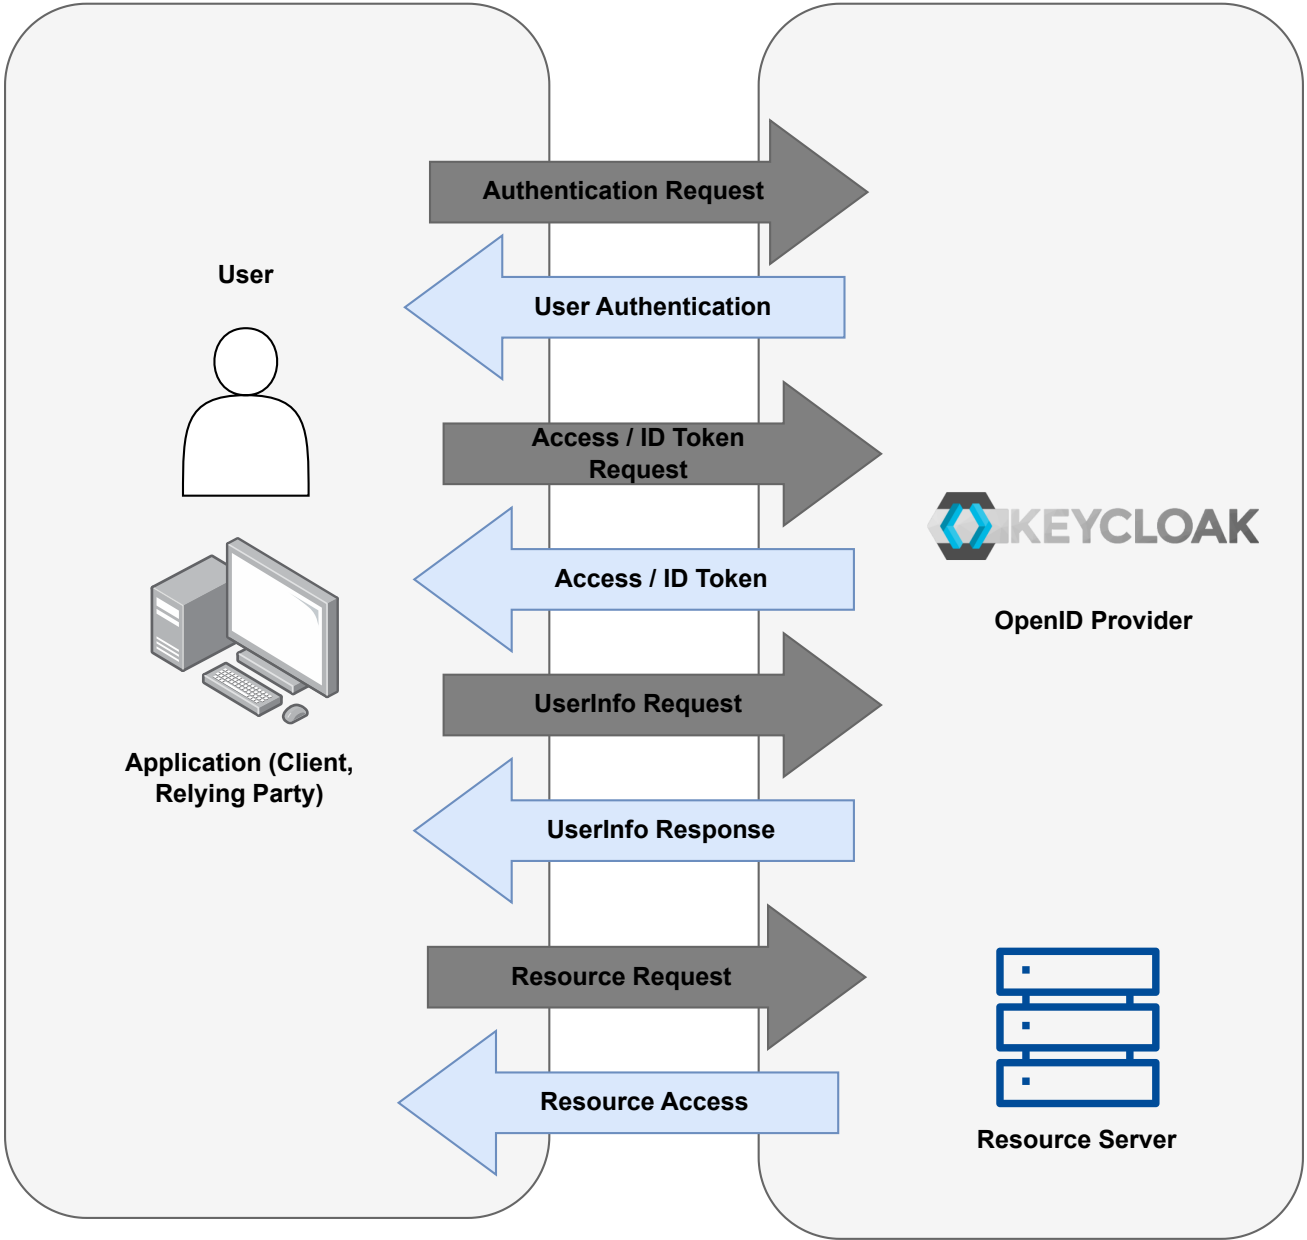 Authentication Request
User
User Authentication
Access / ID Token
Request
KEYCLOAK
Access / ID Token
OpenID Provider
UserInfo Request
Application (Client,
Relying Party)
UserInfo Response
Resource Request
Resource Access
Resource Server